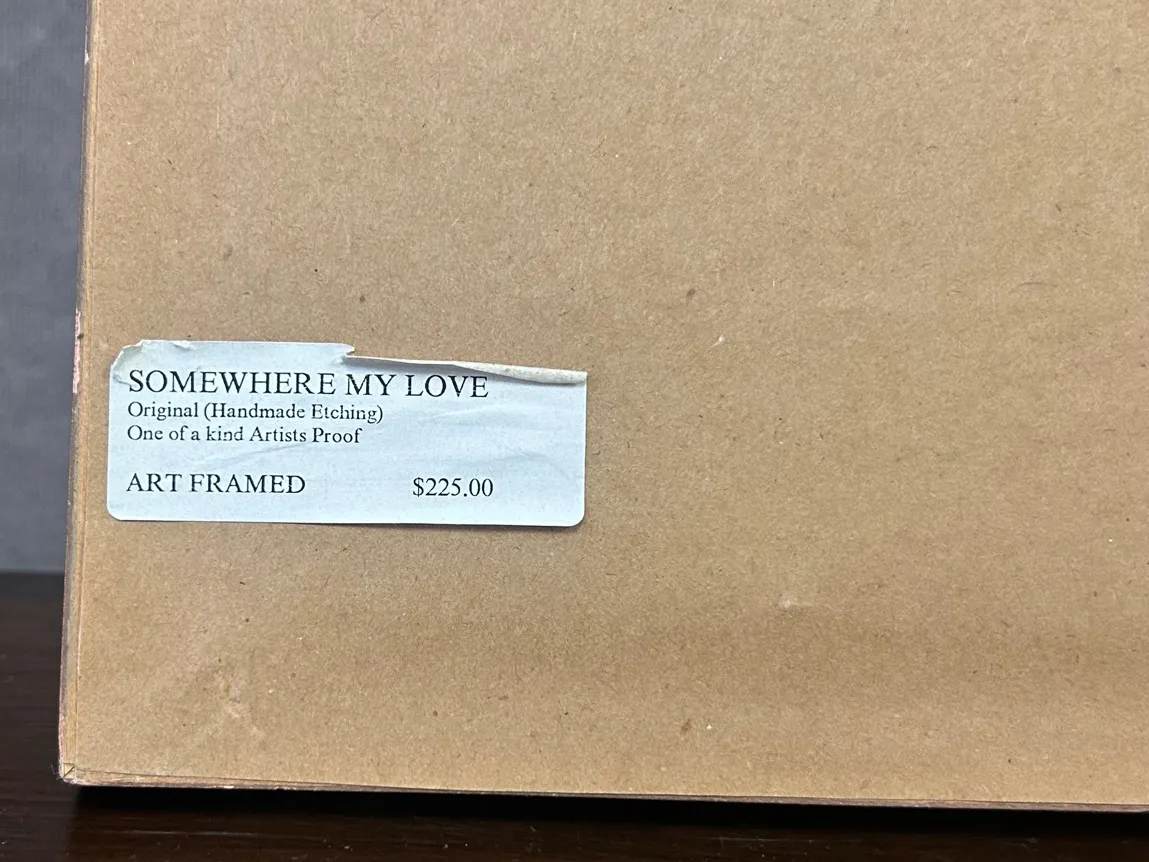 SOMEWHERE MY LOVE
Original (Handmade Etching)
One of a kind Artists Proof
ART FRAMED $225.00